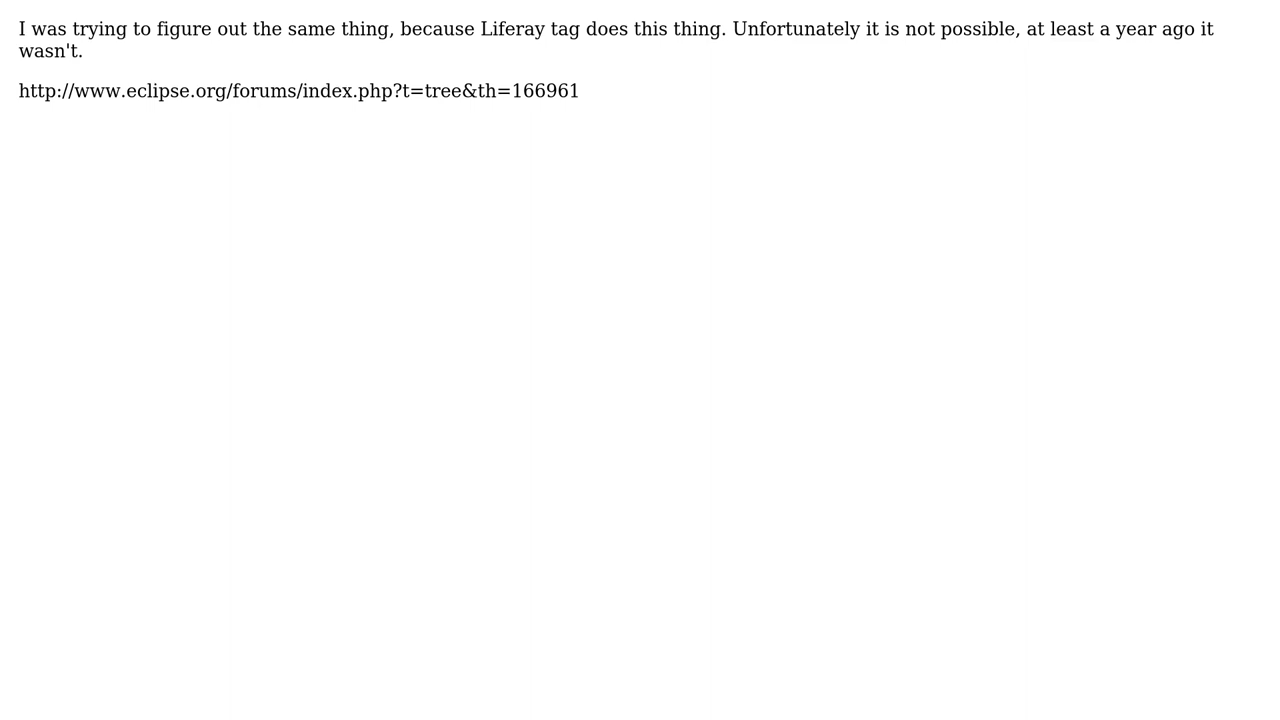 I was trying to figure out the same thing, because Liferay tag does this thing. Unfortunately it is not possible, at least a year ago it
wasn't.
http://www.eclipse.org/forums/index.php?t=tree&th=166961